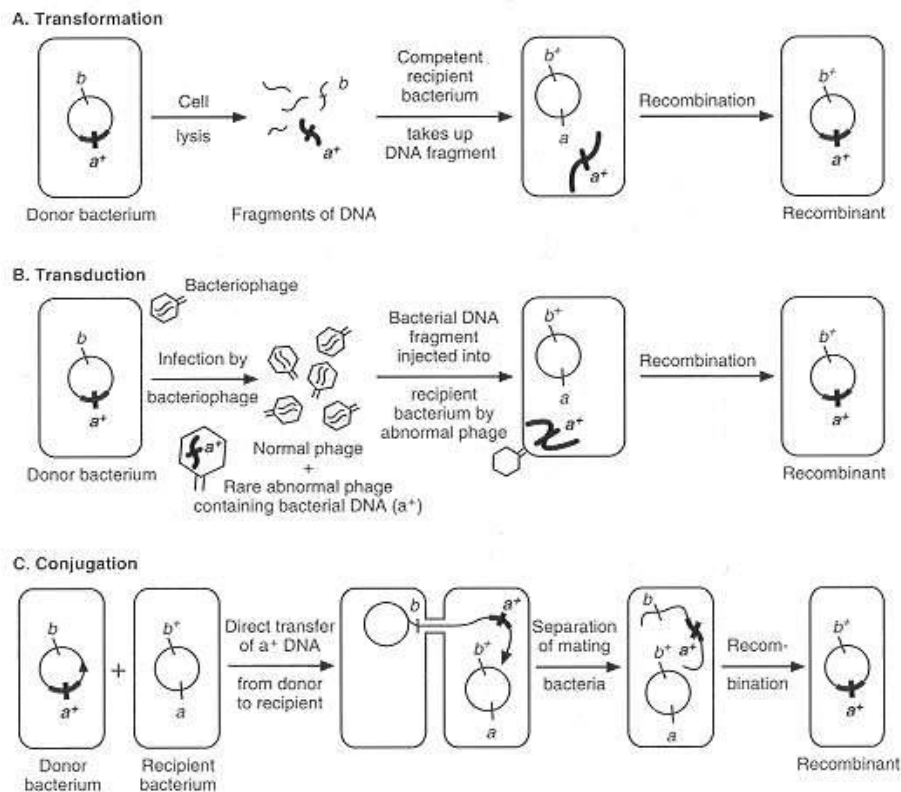 A. Transformation
b
a⁺
Donor bacterium
Cell
lysis
b
a⁺
Fragments of DNA
Competent
recipient
bacterium
takes up
DNA fragment
b⁺
a
a⁺
Recombination
b⁺
a⁺
Recombinant
B. Transduction
Bacteriophage
b
a⁺
Donor bacterium
Infection by
bacteriophage
a⁺
Normal phage
+
Rare abnormal phage
containing bacterial DNA (a⁺)
Bacterial DNA
fragment
injected into
recipient
bacterium by
abnormal phage
b⁺
a
a⁺
Recombination
b⁺
a⁺
Recombinant
C. Conjugation
b
a⁺
Donor
bacterium
+
b⁺
a
Recipient
bacterium
Direct transfer
of a⁺ DNA
from donor
to recipient
b
a⁺
b⁺
a
Separation
of mating
bacteria
b
b⁺ a⁺
a
Recom-
bination
b⁺
a⁺
Recombinant